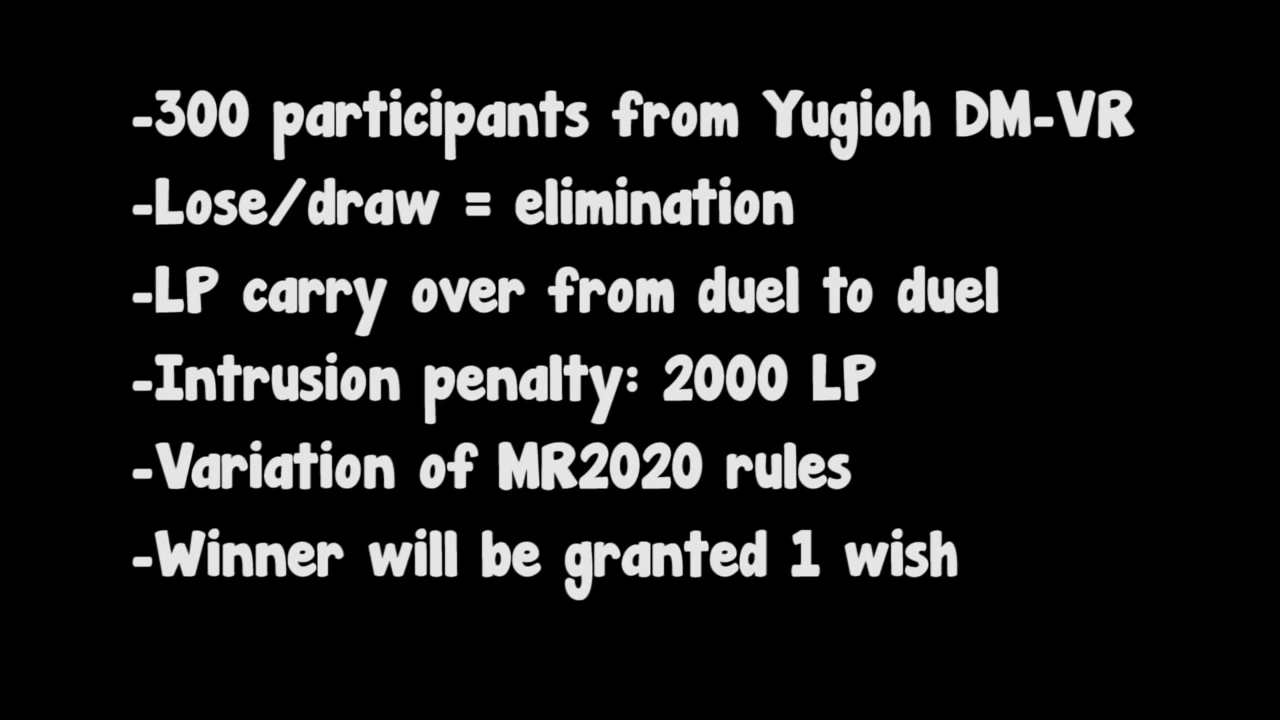 -300 participants from Yugioh DM-VR
-Lose/draw = elimination
-LP carry over from duel to duel
-Intrusion penalty: 2000 LP
-Variation of MR2020 rules
-Winner will be granted 1 wish